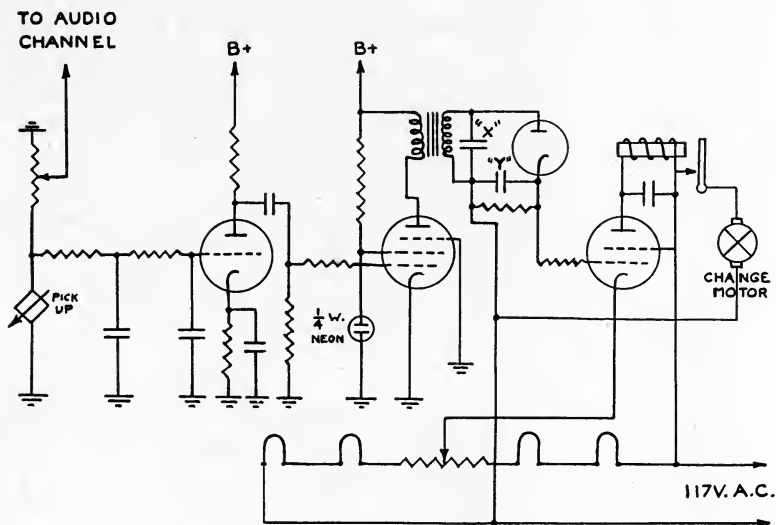 TO AUDIO
CHANNEL
B+
B+
"X"
"Y"
PICK
UP
1/4 W.
NEON
CHANGE
MOTOR
117V. A.C.